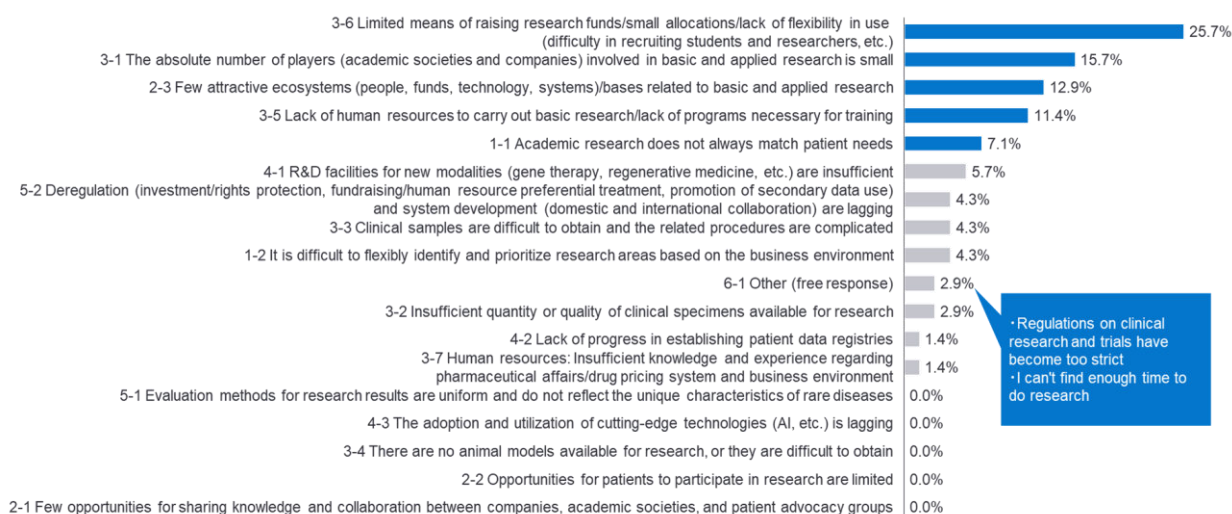 3-6 Limited means of raising research funds/small allocations/lack of flexibility in use
(difficulty in recruiting students and researchers, etc.)
25.7%
3-1 The absolute number of players (academic societies and companies) involved in basic and applied research is small
15.7%
2-3 Few attractive ecosystems (people, funds, technology, systems)/bases related to basic and applied research
12.9%
3-5 Lack of human resources to carry out basic research/lack of programs necessary for training
11.4%
1-1 Academic research does not always match patient needs
7.1%
4-1 R&D facilities for new modalities (gene therapy, regenerative medicine, etc.) are insufficient
5.7%
5-2 Deregulation (investment/rights protection, fundraising/human resource preferential treatment, promotion of secondary data use)
and system development (domestic and international collaboration) are lagging
4.3%
3-3 Clinical samples are difficult to obtain and the related procedures are complicated
4.3%
1-2 It is difficult to flexibly identify and prioritize research areas based on the business environment
4.3%
6-1 Other (free response)
2.9%
3-2 Insufficient quantity or quality of clinical specimens available for research
2.9%
4-2 Lack of progress in establishing patient data registries
1.4%
3-7 Human resources: Insufficient knowledge and experience regarding
pharmaceutical affairs/drug pricing system and business environment
1.4%
5-1 Evaluation methods for research results are uniform and do not reflect the unique characteristics of rare diseases
0.0%
4-3 The adoption and utilization of cutting-edge technologies (AI, etc.) is lagging
0.0%
3-4 There are no animal models available for research, or they are difficult to obtain
0.0%
2-2 Opportunities for patients to participate in research are limited
0.0%
2-1 Few opportunities for sharing knowledge and collaboration between companies, academic societies, and patient advocacy groups
0.0%
・Regulations on clinical
research and trials have
become too strict
・I can't find enough time to
do research